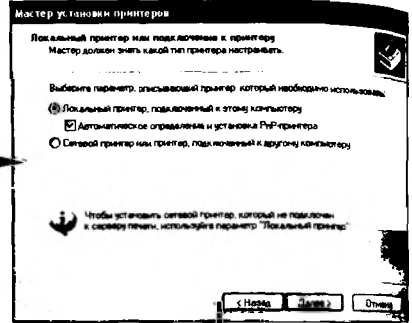 Мастер установки принтеров
Локальный принтер или подключение к принтеру
Мастер должен знать какой тип принтера настраивать.
Выберите параметр, описывающий принтер который необходимо использовать:
Локальный принтер, подключенный к этому компьютеру
Автоматическое определение и установка PnP-принтера
Сетевой принтер или принтер, подключенный к другому компьютеру
Чтобы установить сетевой принтер, который не подключен
к серверу печати, используйте параметр "Локальный принтер"
< Назад Далее > Отмена